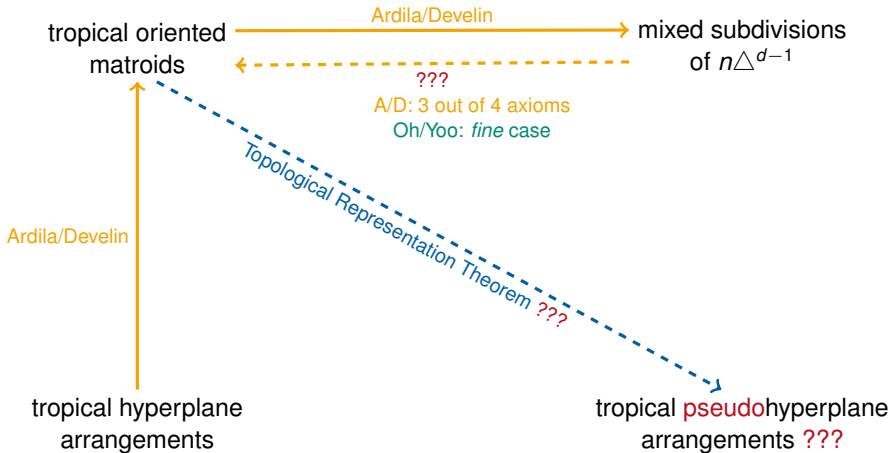 Ardila/Develin
tropical oriented
matroids
mixed subdivisions
of n△^{d−1}
???
A/D: 3 out of 4 axioms
Oh/Yoo: fine case
Topological Representation Theorem ???
Ardila/Develin
tropical hyperplane
arrangements
tropical pseudohyperplane
arrangements ???